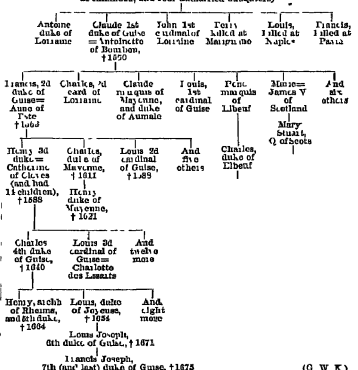 Antoine duke of Lorraine
Claude 1st duke of Guise = Antoinette of Bourbon, †1550
John 1st cardinal of Lorraine
killed at
Louis, killed at Naples
Francis, killed at Pavia
Francis, 2d duke of Guise = Anne of Este †1563
Charles, 2d card of Lorraine
Claude marquis of Mayenne, and duke of Aumale
Louis, 1st cardinal of Guise
René marquis of Elbeuf
Marie = James V of Scotland
And six others
Mary Stuart, Q of Scots
Charles, duke of Elbeuf
Henry 3d duke = Catherine of Cleves (and had 14 children), †1588
Charles, duke of Mayenne, †1611
Louis 2d cardinal of Guise, †1589
And five others
Henry duke of Mayenne, †1621
Charles 4th duke of Guise, †1640
Louis 3d cardinal of Guise = Charlotte des Essarts
And twelve more
Henry, archb of Rheims, and 5th duke, †1664
Louis, duke of Joyeuse, †1654
And eight more
Louis Joseph, 6th duke of Guise, †1671
Francis Joseph, 7th (and last) duke of Guise, †1675
(G. W. K)